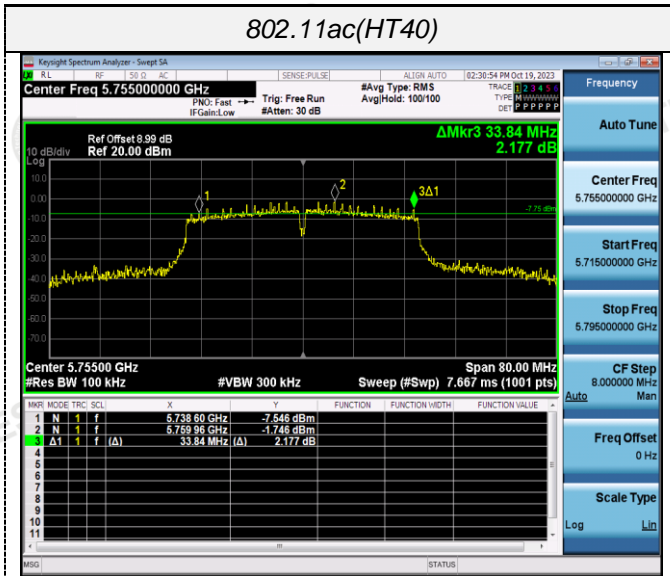 802.11ac(HT40)
Keysight Spectrum Analyzer - Swept SA
RL RF 50 Ω AC SENSE:PULSE ALIGN AUTO 02:30:54 PM Oct 19, 2023
Center Freq 5.755000000 GHz
PNO: Fast
IFGain:Low
Trig: Free Run
#Atten: 30 dB
#Avg Type: RMS
Avg|Hold: 100/100
TRACE 1 2 3 4 5 6
TYPE M W W W W W
DET P P P P P P
ΔMkr3 33.84 MHz
2.177 dB
Ref Offset 8.99 dB
10 dB/div Ref 20.00 dBm
Log
10.0
0.00
-10.0
-20.0
-30.0
-40.0
-50.0
-60.0
-70.0
1
2
3Δ1
-7.75 dBm
Center 5.75500 GHz Span 80.00 MHz
#Res BW 100 kHz #VBW 300 kHz Sweep (#Swp) 7.667 ms (1001 pts)
MKR MODE TRC SCL X Y FUNCTION FUNCTION WIDTH FUNCTION VALUE
1 N 1 f 5.738 60 GHz -7.546 dBm
2 N 1 f 5.759 96 GHz -1.746 dBm
3 Δ1 1 f (Δ) 33.84 MHz (Δ) 2.177 dB
4
5
6
7
8
9
10
11
MSG STATUS
Frequency
Auto Tune
Center Freq
5.755000000 GHz
Start Freq
5.715000000 GHz
Stop Freq
5.795000000 GHz
CF Step
8.000000 MHz
Auto Man
Freq Offset
0 Hz
Scale Type
Log Lin